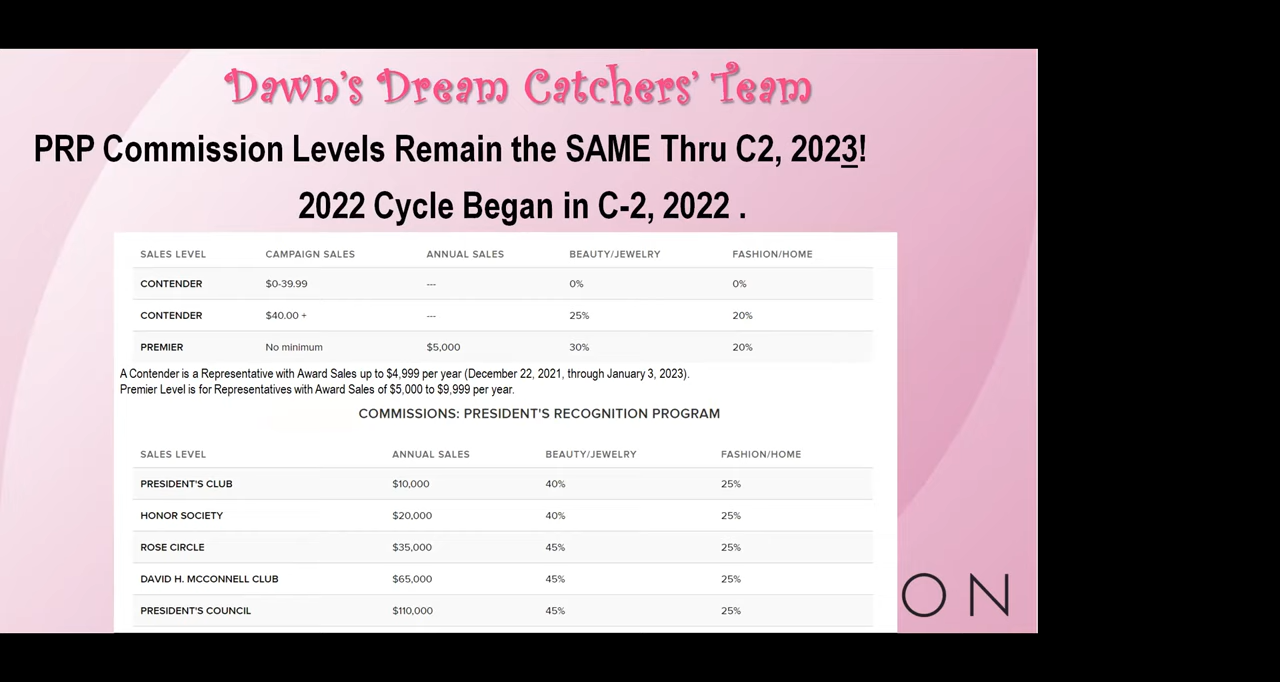 Dawn's Dream Catchers' Team
PRP Commission Levels Remain the SAME Thru C2, 2023!
2022 Cycle Began in C-2, 2022 .
SALES LEVEL CAMPAIGN SALES ANNUAL SALES BEAUTY/JEWELRY FASHION/HOME
CONTENDER $0-39.99 --- 0% 0%
CONTENDER $40.00 + --- 25% 20%
PREMIER No minimum $5,000 30% 20%
A Contender is a Representative with Award Sales up to $4,999 per year (December 22, 2021, through January 3, 2023).
Premier Level is for Representatives with Award Sales of $5,000 to $9,999 per year.
COMMISSIONS: PRESIDENT'S RECOGNITION PROGRAM
SALES LEVEL ANNUAL SALES BEAUTY/JEWELRY FASHION/HOME
PRESIDENT'S CLUB $10,000 40% 25%
HONOR SOCIETY $20,000 40% 25%
ROSE CIRCLE $35,000 45% 25%
DAVID H. MCCONNELL CLUB $65,000 45% 25%
PRESIDENT'S COUNCIL $110,000 45% 25%
ON